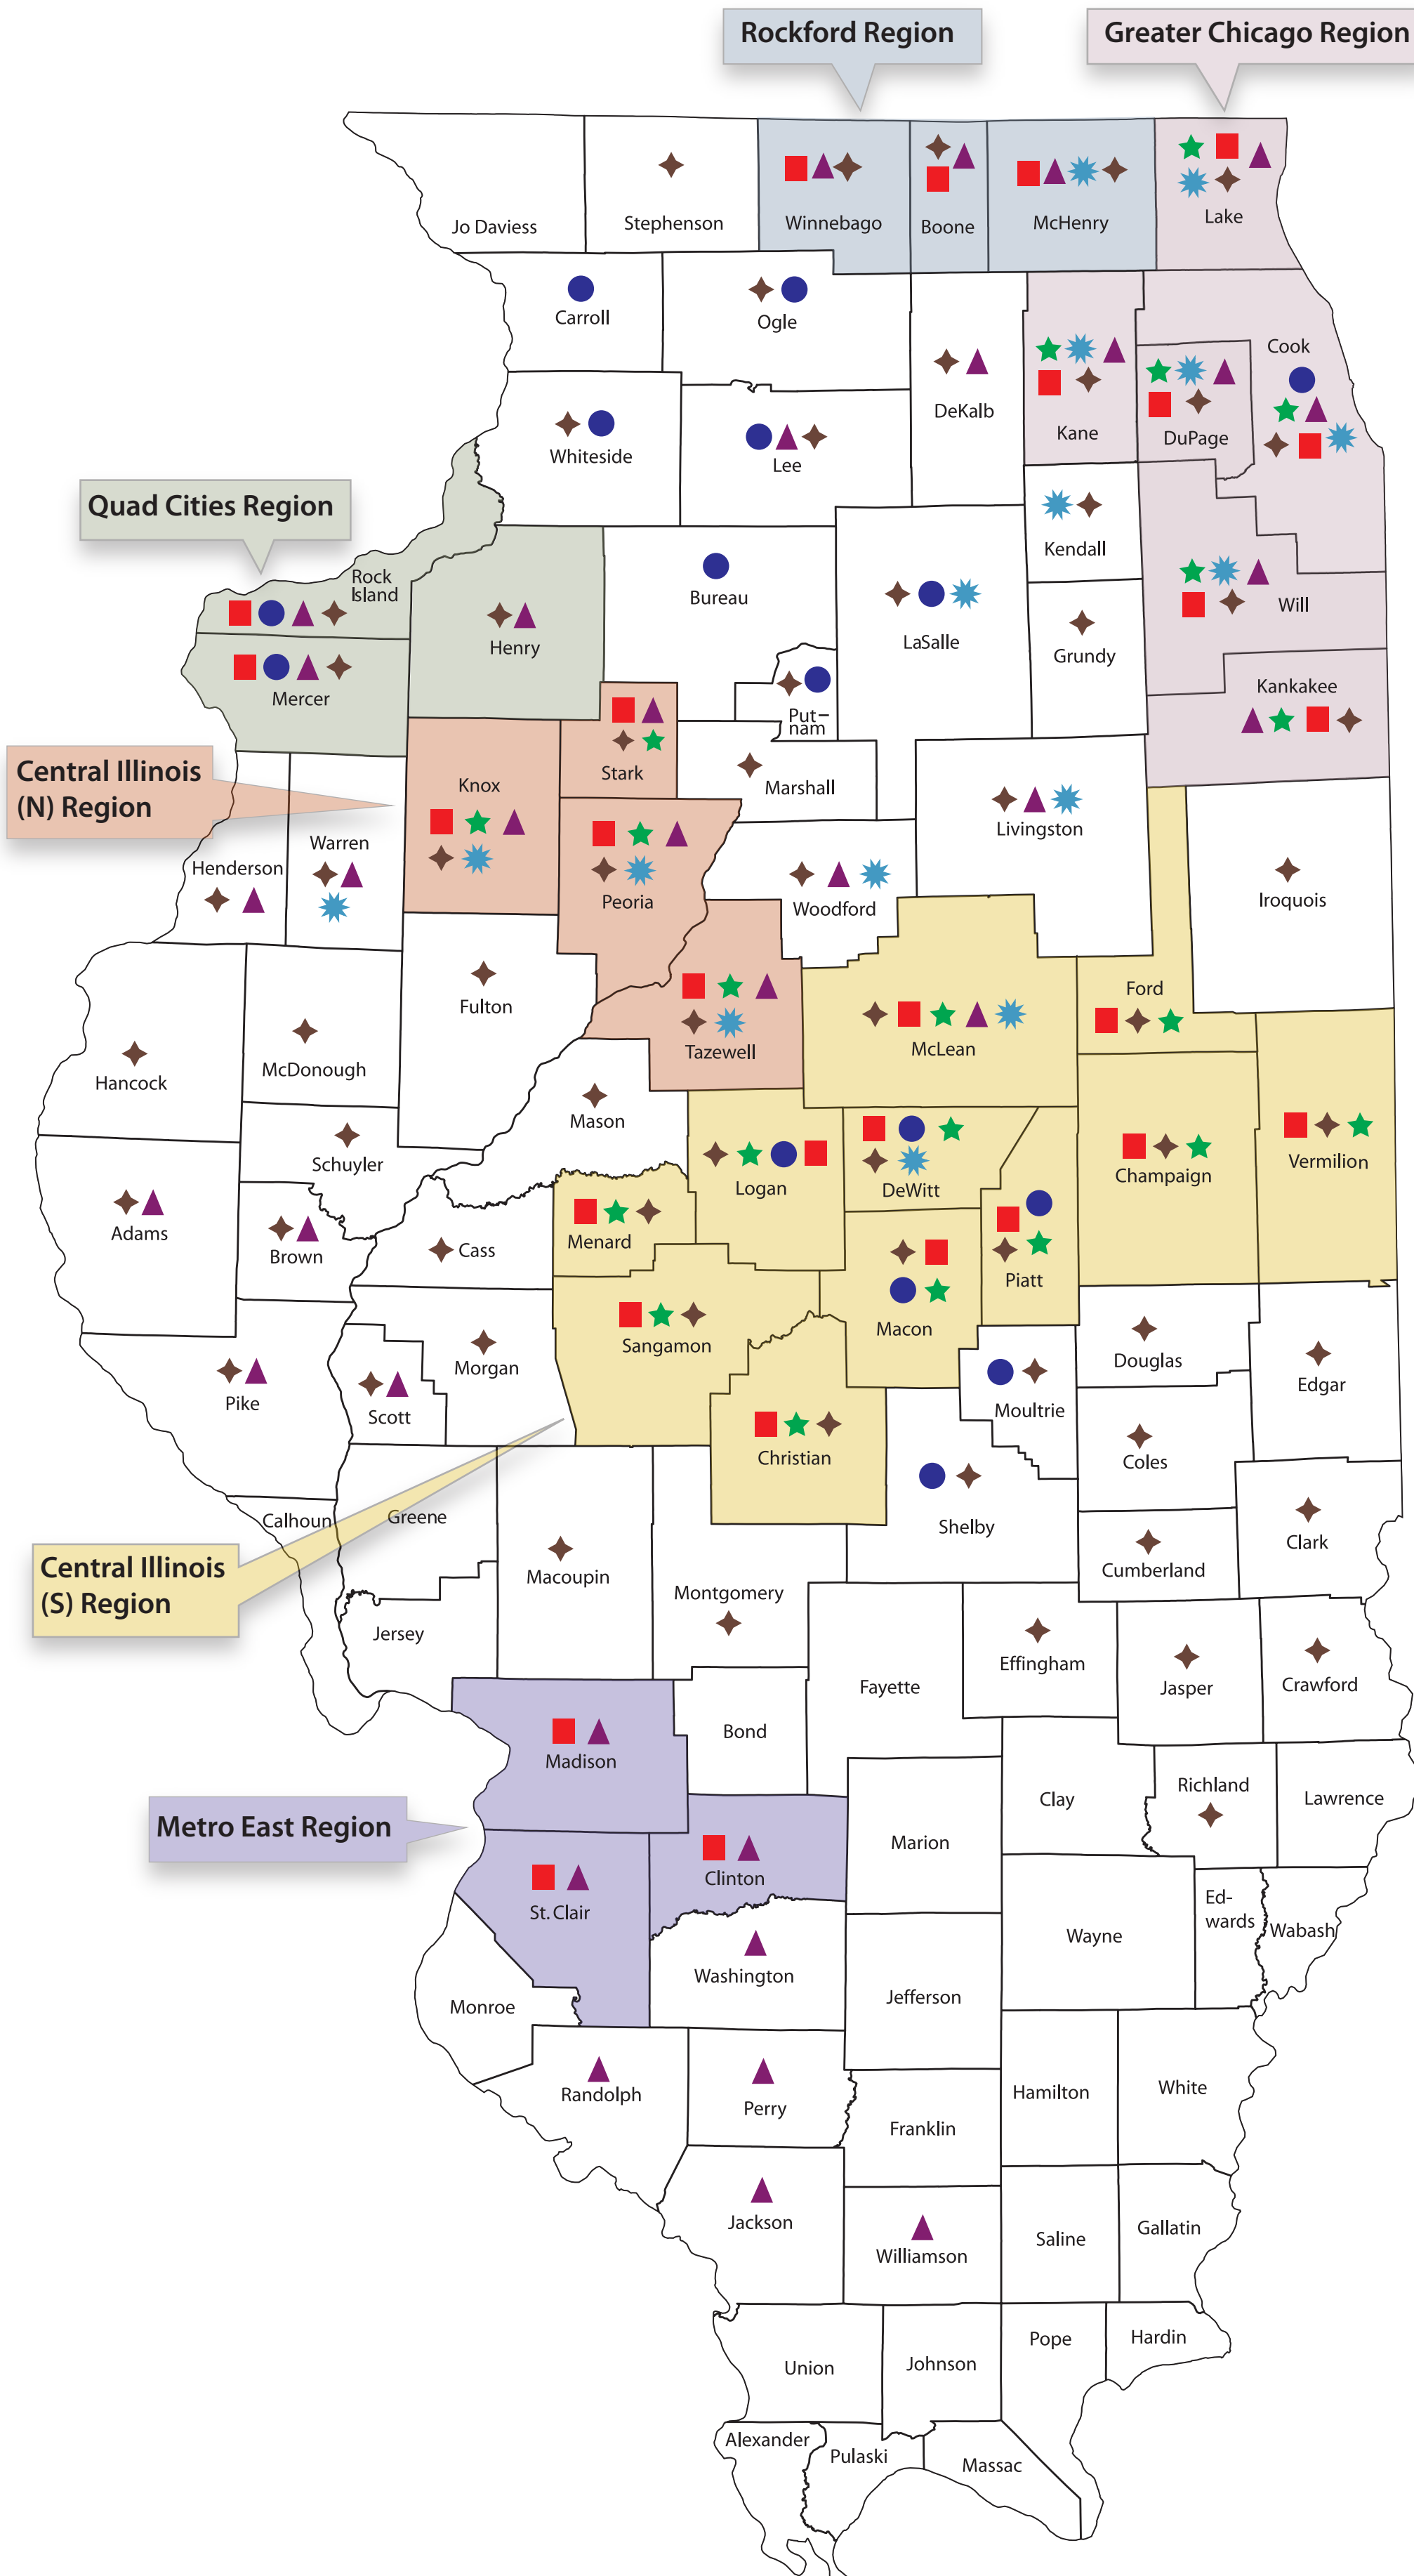 Rockford Region
Greater Chicago Region
Jo Daviess
Stephenson
Winnebago
Boone
McHenry
Lake
Carroll
Ogle
DeKalb
Kane
DuPage
Cook
Whiteside
Lee
Kendall
Quad Cities Region
Rock
Island
Mercer
Henry
Bureau
LaSalle
Grundy
Will
Kankakee
Put–
nam
Central Illinois
(N) Region
Knox
Stark
Marshall
Livingston
Henderson
Warren
Peoria
Woodford
Iroquois
Fulton
Tazewell
McLean
Ford
Hancock
McDonough
Mason
Schuyler
Logan
DeWitt
Champaign
Vermilion
Adams
Brown
Cass
Menard
Piatt
Macon
Sangamon
Pike
Scott
Morgan
Christian
Moultrie
Douglas
Edgar
Coles
Shelby
Calhoun
Greene
Central Illinois
(S) Region
Macoupin
Montgomery
Cumberland
Clark
Jersey
Fayette
Effingham
Jasper
Crawford
Madison
Bond
Clay
Richland
Lawrence
Metro East Region
Marion
Clinton
St. Clair
Ed-
wards
Wabash
Wayne
Washington
Jefferson
Monroe
Randolph
Perry
Hamilton
White
Franklin
Jackson
Williamson
Saline
Gallatin
Union
Johnson
Pope
Hardin
Alexander
Pulaski
Massac